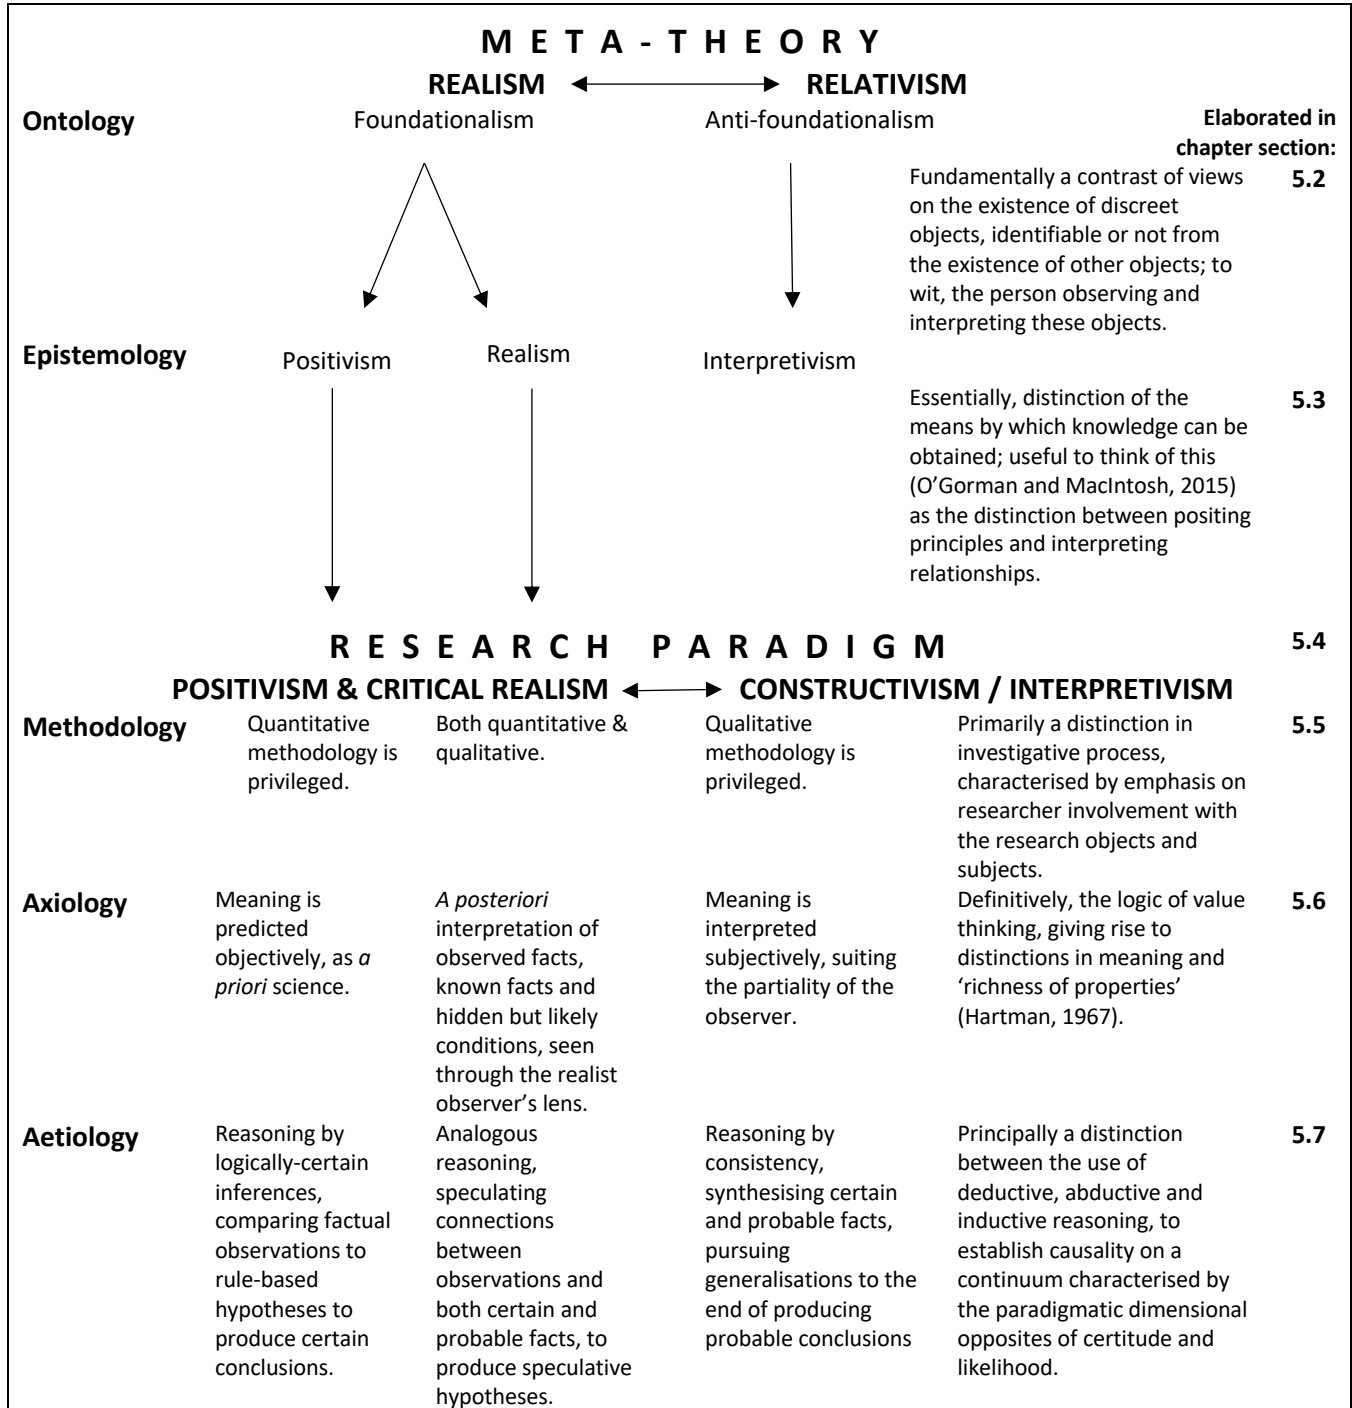 META-THEORY
REALISM RELATIVISM
Ontology
Foundationalism
Anti-foundationalism
Elaborated in
chapter section:
Fundamentally a contrast of views
on the existence of discreet
objects, identifiable or not from
the existence of other objects; to
wit, the person observing and
interpreting these objects.
5.2
Epistemology
Positivism
Realism
Interpretivism
Essentially, distinction of the
means by which knowledge can be
obtained; useful to think of this
(O’Gorman and MacIntosh, 2015)
as the distinction between positing
principles and interpreting
relationships.
5.3
RESEARCH PARADIGM
5.4
POSITIVISM & CRITICAL REALISM CONSTRUCTIVISM / INTERPRETIVISM
Methodology
Quantitative
methodology is
privileged.
Both quantitative &
qualitative.
Qualitative
methodology is
privileged.
Primarily a distinction in
investigative process,
characterised by emphasis on
researcher involvement with
the research objects and
subjects.
5.5
Axiology
Meaning is
predicted
objectively, as a
priori science.
A posteriori
interpretation of
observed facts,
known facts and
hidden but likely
conditions, seen
through the realist
observer’s lens.
Meaning is
interpreted
subjectively, suiting
the partiality of the
observer.
Definitively, the logic of value
thinking, giving rise to
distinctions in meaning and
‘richness of properties’
(Hartman, 1967).
5.6
Aetiology
Reasoning by
logically-certain
inferences,
comparing factual
observations to
rule-based
hypotheses to
produce certain
conclusions.
Analogous
reasoning,
speculating
connections
between
observations and
both certain and
probable facts, to
produce speculative
hypotheses.
Reasoning by
consistency,
synthesising certain
and probable facts,
pursuing
generalisations to the
end of producing
probable conclusions
Principally a distinction
between the use of
deductive, abductive and
inductive reasoning, to
establish causality on a
continuum characterised by
the paradigmatic dimensional
opposites of certitude and
likelihood.
5.7